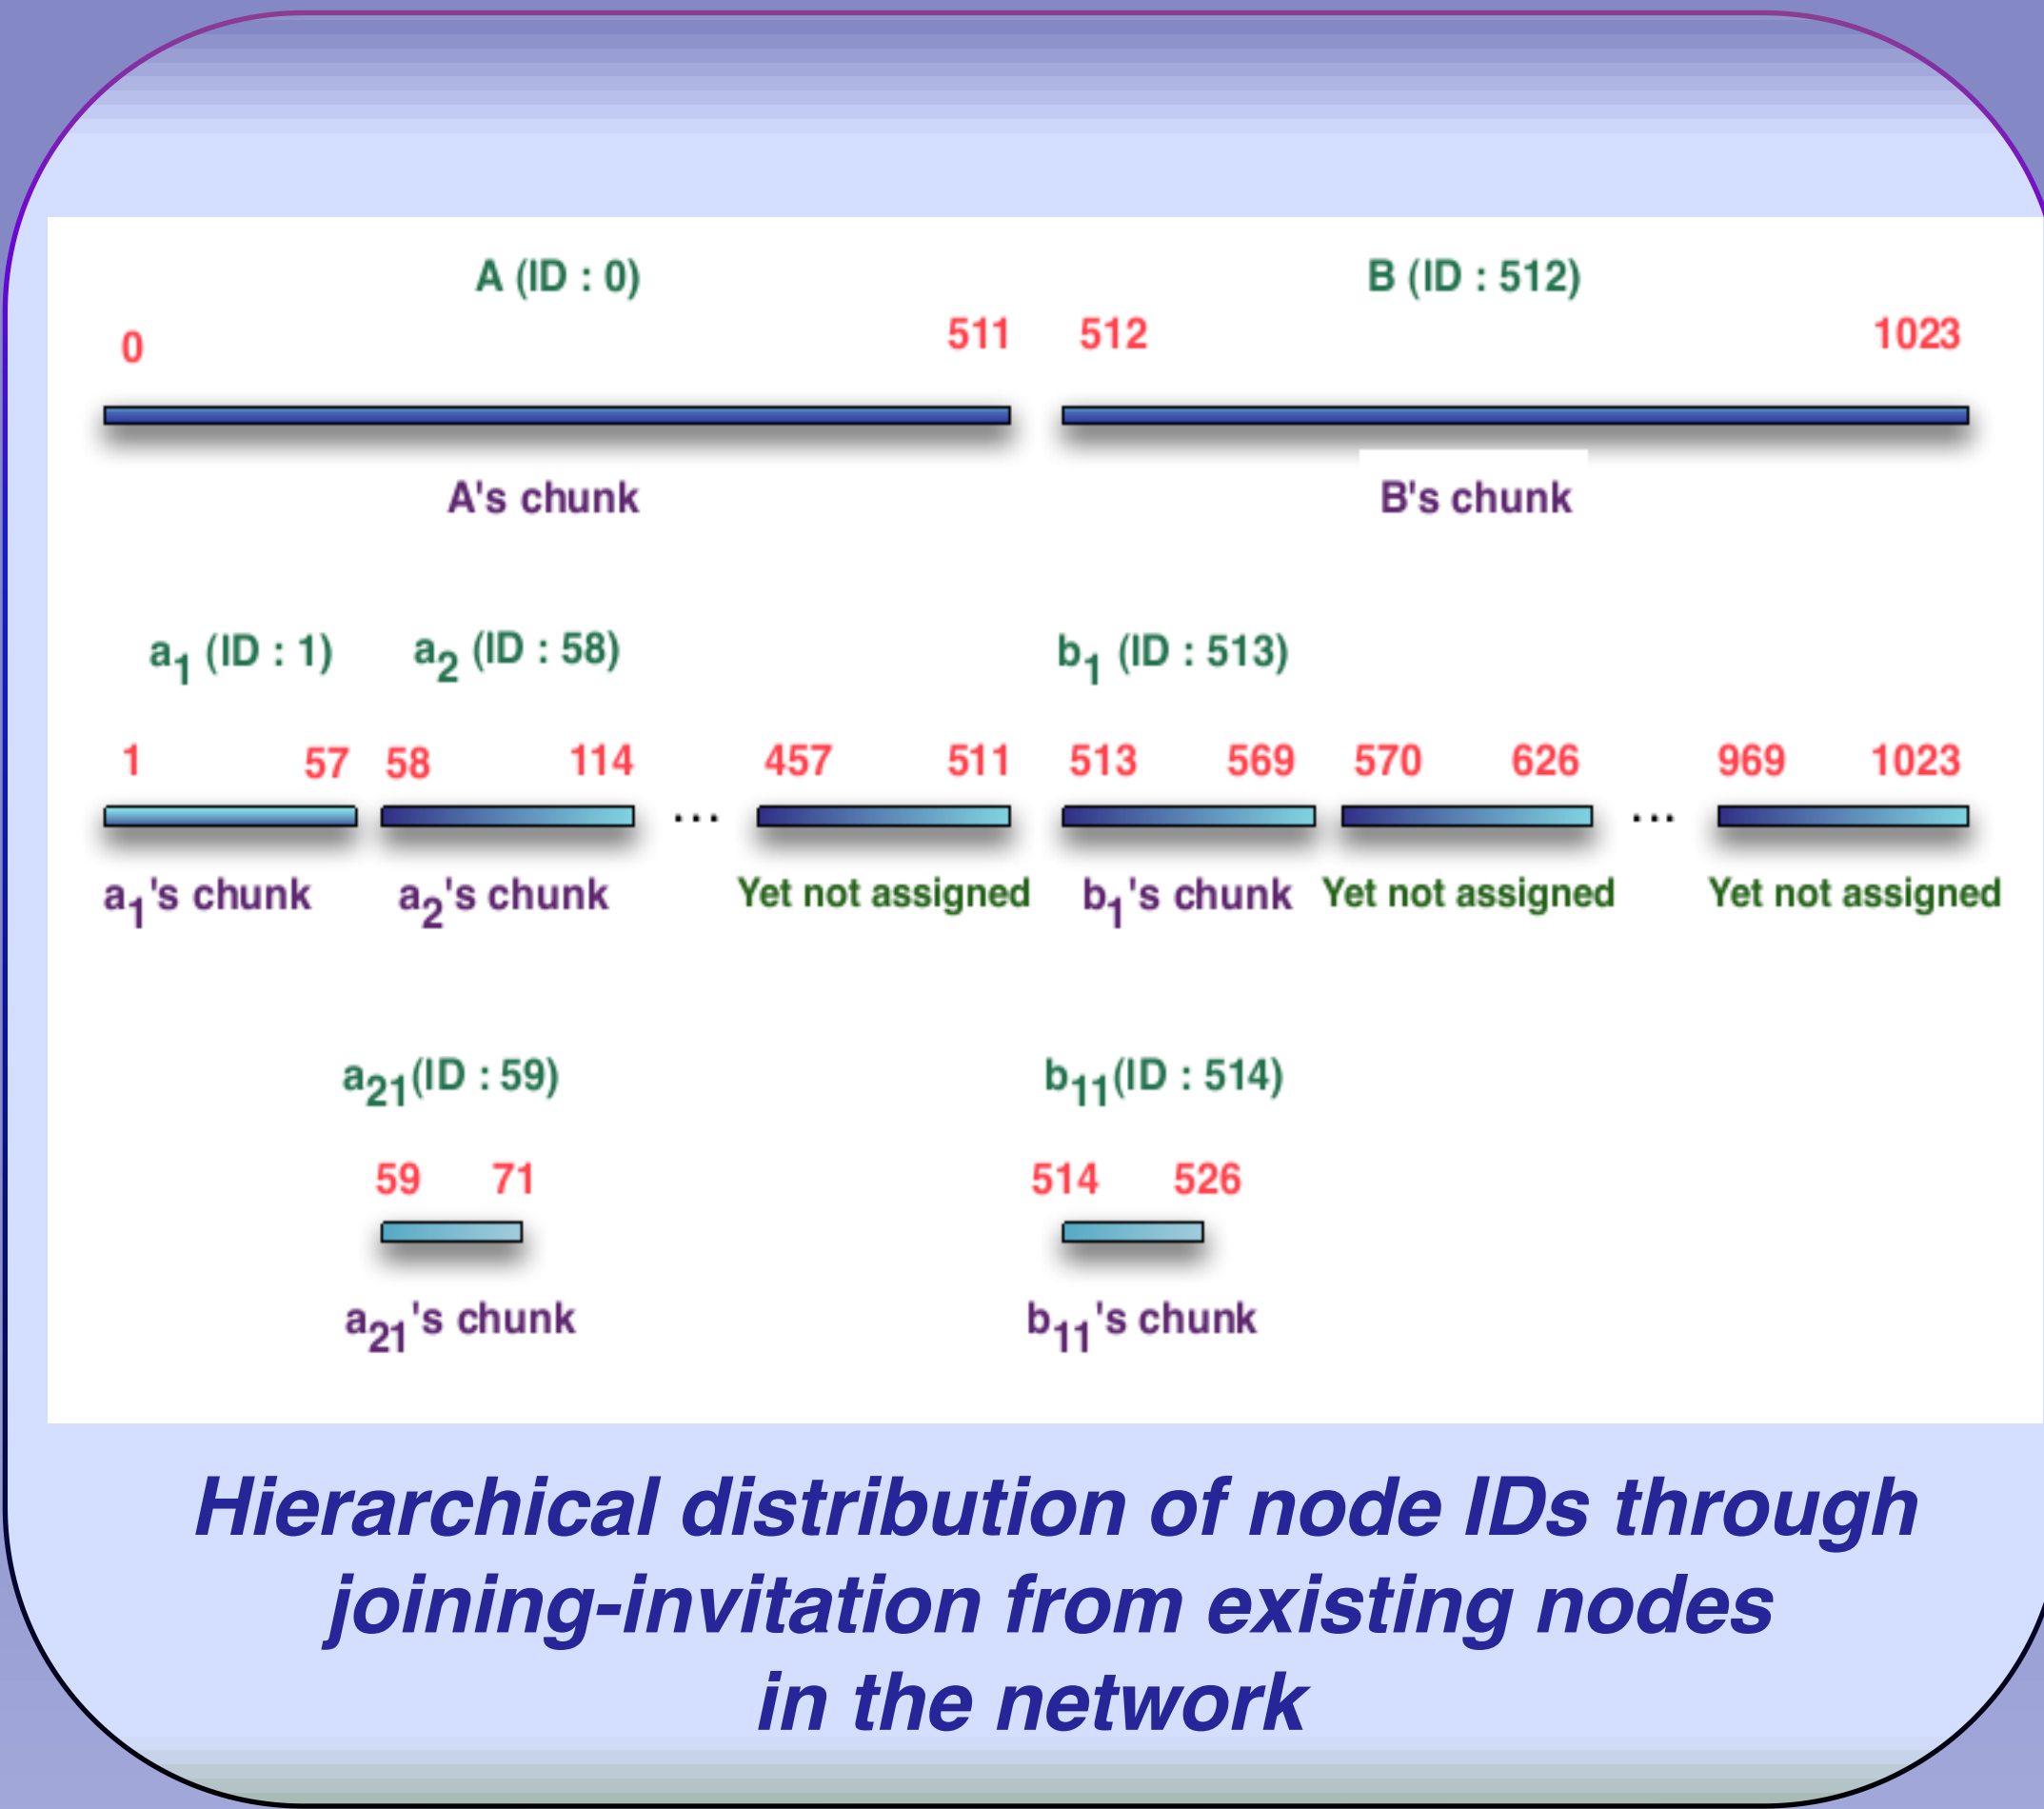 A (ID : 0) B (ID : 512)
0 511 512 1023
A's chunk B's chunk
a1 (ID : 1) a2 (ID : 58) b1 (ID : 513)
1 57 58 114 457 511 513 569 570 626 969 1023
... ...
a1's chunk a2's chunk Yet not assigned b1's chunk Yet not assigned Yet not assigned
a21(ID : 59) b11(ID : 514)
59 71 514 526
a21's chunk b11's chunk
Hierarchical distribution of node IDs through
joining-invitation from existing nodes
in the network